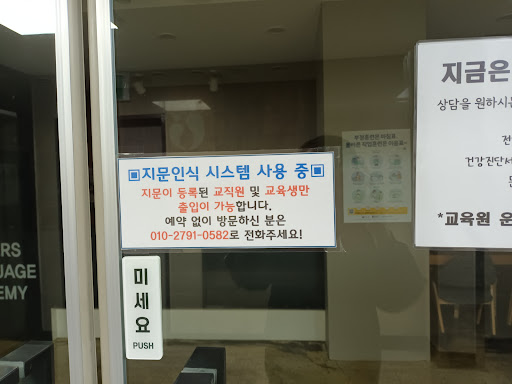 ▣지문인식 시스템 사용 중▣
지문이 등록된 교직원 및 교육생만
출입이 가능합니다.
예약 없이 방문하신 분은
010-2791-0582로 전화주세요!
미세요
PUSH
지금은
상담을 원하시는
전
건강진단서
*교육원 운
RS
UAGE
EMY